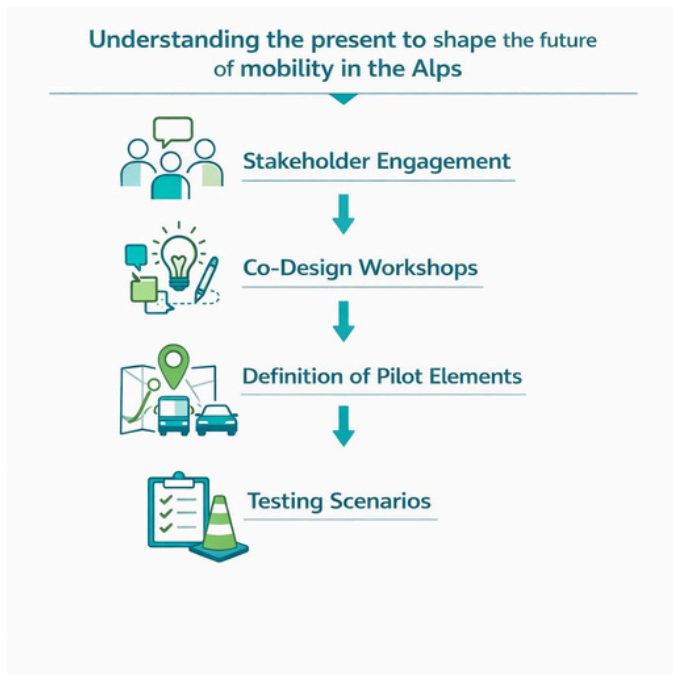 Understanding the present to shape the future
of mobility in the Alps
Stakeholder Engagement
Co-Design Workshops
Definition of Pilot Elements
Testing Scenarios